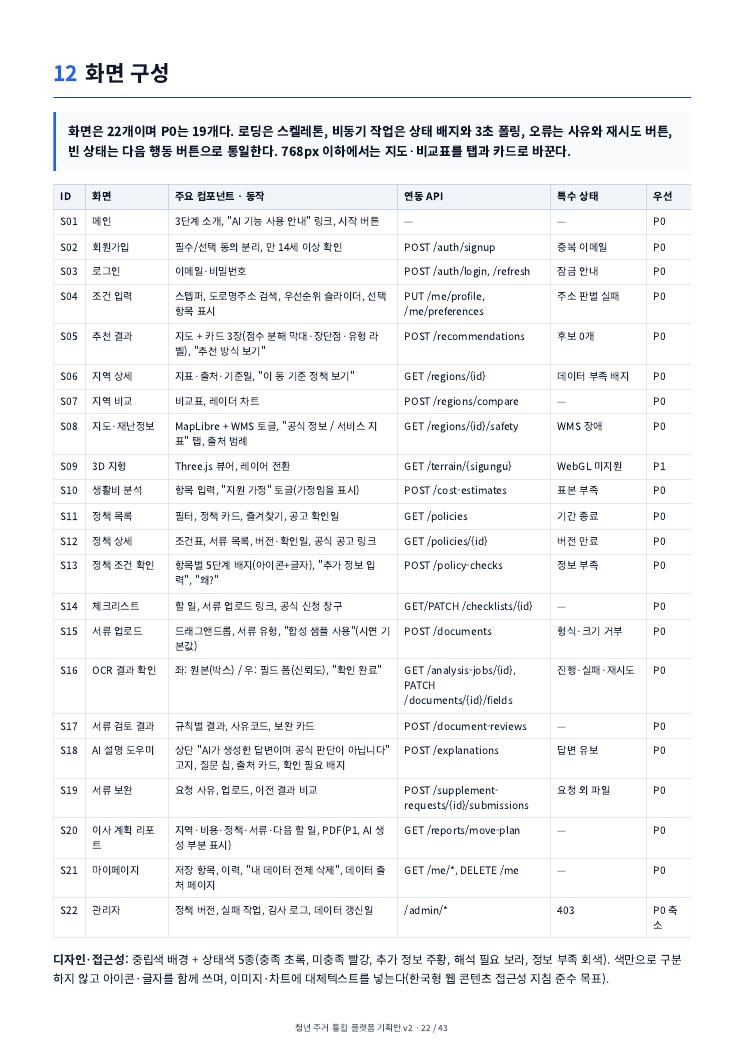 12 화면 구성
화면은 22개이며 P0는 19개다. 로딩은 스켈레톤, 비동기 작업은 상태 배지와 3초 폴링, 오류는 사유와 재시도 버튼,
빈 상태는 다음 행동 버튼으로 통일한다. 768px 이하에서는 지도·비교표를 탭과 카드로 바꾼다.
ID 화면 주요 컴포넌트 · 동작 연동 API 특수 상태 우선
S01 메인 3단계 소개, "AI 기능 사용 안내" 링크, 시작 버튼 — — P0
S02 회원가입 필수/선택 동의 분리, 만 14세 이상 확인 POST /auth/signup 중복 이메일 P0
S03 로그인 이메일·비밀번호 POST /auth/login, /refresh 잠금 안내 P0
S04 조건 입력 스텝퍼, 도로명주소 검색, 우선순위 슬라이더, 선택 PUT /me/profile, 주소 판별 실패 P0
항목 표시 /me/preferences
S05 추천 결과 지도 + 카드 3장(점수 분해 막대·장단점·유형 라 POST /recommendations 후보 0개 P0
벨), "추천 방식 보기"
S06 지역 상세 지표·출처·기준일, "이 동 기준 정책 보기" GET /regions/{id} 데이터 부족 배지 P0
S07 지역 비교 비교표, 레이더 차트 POST /regions/compare — P0
S08 지도·재난정보 MapLibre + WMS 토글, "공식 정보 / 서비스 지 GET /regions/{id}/safety WMS 장애 P0
표" 탭, 출처 범례
S09 3D 지형 Three.js 뷰어, 레이어 전환 GET /terrain/{sigungu} WebGL 미지원 P1
S10 생활비 분석 항목 입력, "지원 가정" 토글(가정임을 표시) POST /cost-estimates 표본 부족 P0
S11 정책 목록 필터, 정책 카드, 즐겨찾기, 공고 확인일 GET /policies 기간 종료 P0
S12 정책 상세 조건표, 서류 목록, 버전·확인일, 공식 공고 링크 GET /policies/{id} 버전 만료 P0
S13 정책 조건 확인 항목별 5단계 배지(아이콘+글자), "추가 정보 입 POST /policy-checks 정보 부족 P0
력", "왜?"
S14 체크리스트 할 일, 서류 업로드 링크, 공식 신청 창구 GET/PATCH /checklists/{id} — P0
S15 서류 업로드 드래그앤드롭, 서류 유형, "합성 샘플 사용"(시연 기 POST /documents 형식·크기 거부 P0
본값)
S16 OCR 결과 확인 좌: 원본(박스) / 우: 필드 폼(신뢰도), "확인 완료" GET /analysis-jobs/{id}, 진행·실패·재시도 P0
PATCH
/documents/{id}/fields
S17 서류 검토 결과 규칙별 결과, 사유코드, 보완 카드 POST /document-reviews — P0
S18 AI 설명 도우미 상단 "AI가 생성한 답변이며 공식 판단이 아닙니다" POST /explanations 답변 유보 P0
고지, 질문 칩, 출처 카드, 확인 필요 배지
S19 서류 보완 요청 사유, 업로드, 이전 결과 비교 POST /supplement- 요청 외 파일 P0
requests/{id}/submissions
S20 이사 계획 리포 지역·비용·정책·서류·다음 할 일, PDF(P1, AI 생 GET /reports/move-plan — P0
트 성 부분 표시)
S21 마이페이지 저장 항목, 이력, "내 데이터 전체 삭제", 데이터 출 GET /me/*, DELETE /me — P0
처 페이지
S22 관리자 정책 버전, 실패 작업, 감사 로그, 데이터 갱신일 /admin/* 403 P0 축
소
디자인·접근성: 중립색 배경 + 상태색 5종(충족 초록, 미충족 빨강, 추가 정보 주황, 해석 필요 보라, 정보 부족 회색). 색만으로 구분
하지 않고 아이콘·글자를 함께 쓰며, 이미지·차트에 대체텍스트를 넣는다(한국형 웹 콘텐츠 접근성 지침 준수 목표).
청년 주거 통합 플랫폼 기획안 v2 · 22 / 43